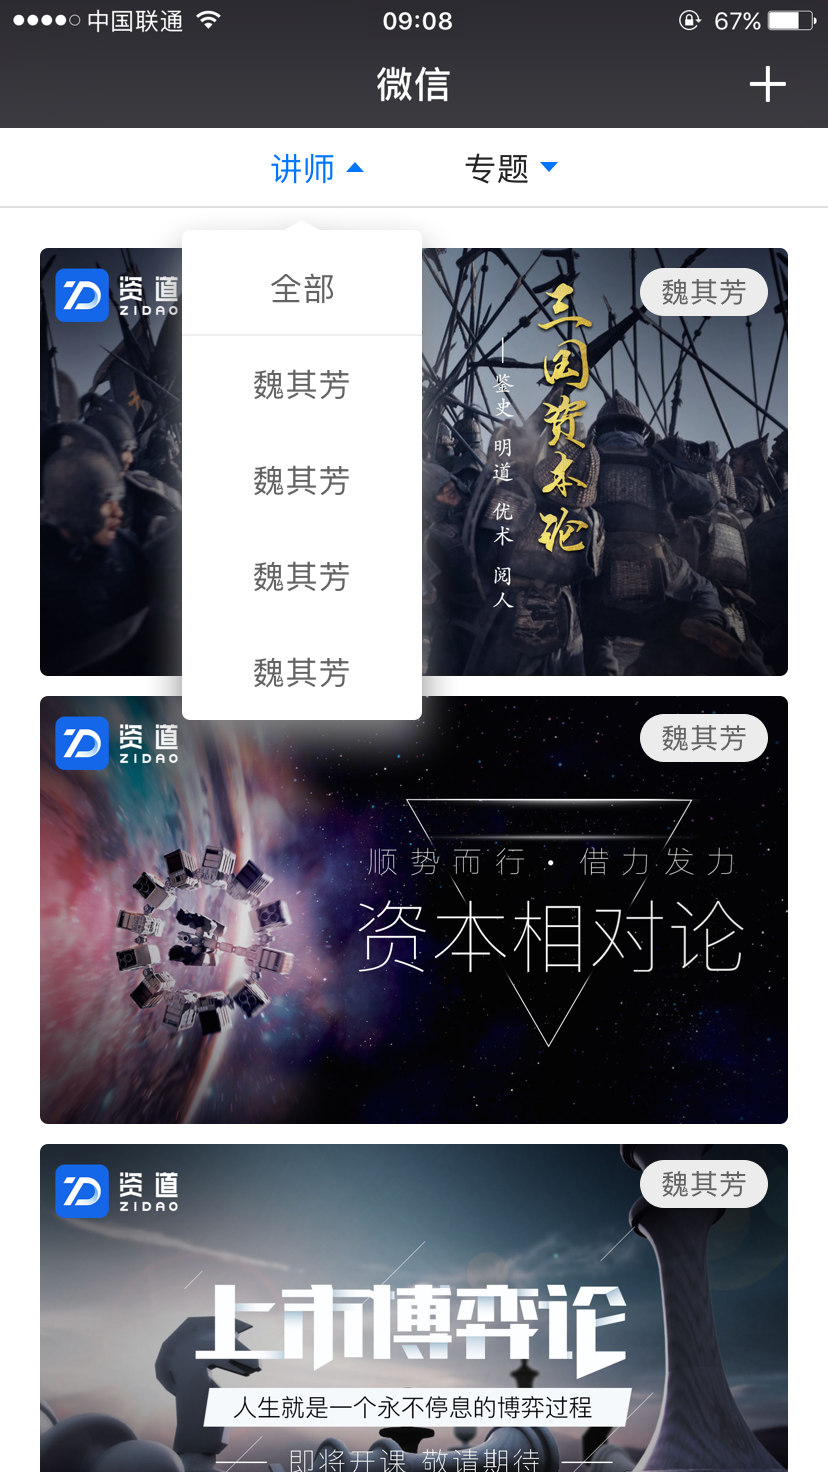 中国联通 09:08 67%
微信
讲师 专题
全部
魏其芳
魏其芳
魏其芳
魏其芳
资道
ZIDAO
魏其芳
三国资本论
鉴史 明道 优术 阅人
资道
ZIDAO
魏其芳
顺势而行·借力发力
资本相对论
资道
ZIDAO
魏其芳
上市博弈论
人生就是一个永不停息的博弈过程
即将开课 敬请期待